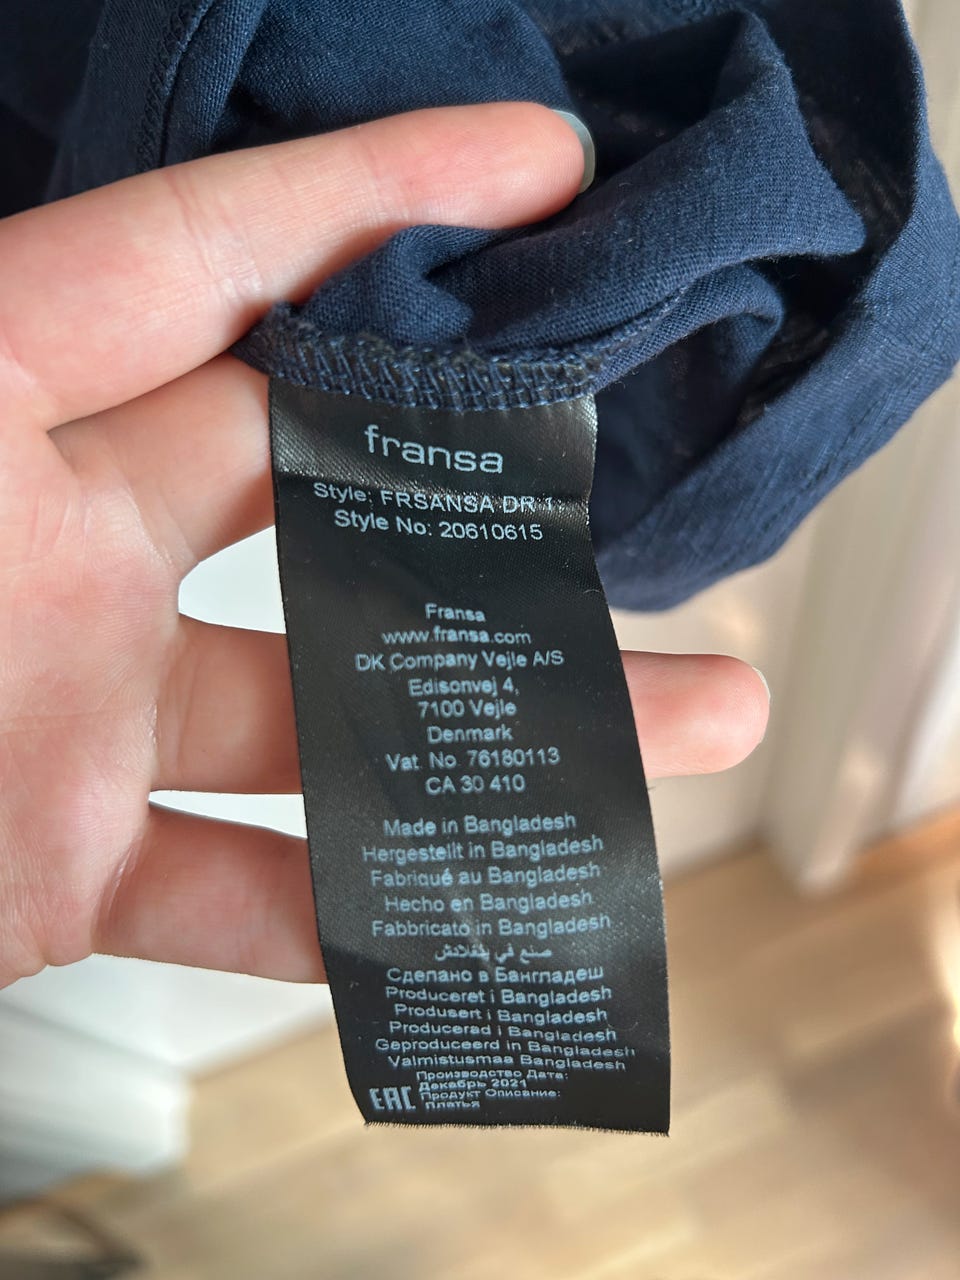 fransa
Style: FRSANSA DR 1
Style No: 20610615
Fransa
www.fransa.com
DK Company Vejle A/S
Edisonvej 4,
7100 Vejle
Denmark
Vat. No. 76180113
CA 30 410
Made in Bangladesh
Hergestellt in Bangladesh
Fabriqué au Bangladesh
Hecho en Bangladesh
Fabbricato in Bangladesh
صنع في بنغلادش
Сделано в Бангладеш
Produceret i Bangladesh
Produsert i Bangladesh
Producerad i Bangladesh
Geproduceerd in Bangladesh
Valmistusmaa Bangladesh
Производство Дата:
Декабрь 2021
EAC Продукт Описание:
Платья